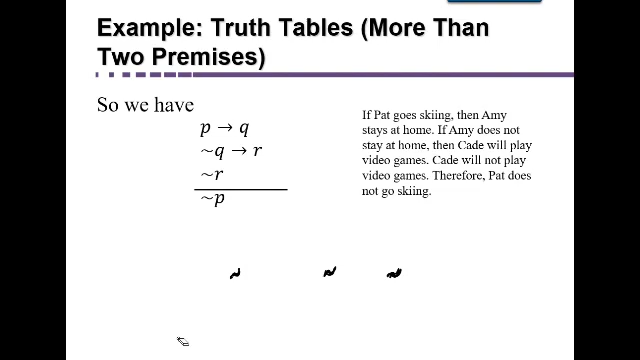 Example: Truth Tables (More Than
Two Premises)
So we have
p → q
~q → r
~r
~p
If Pat goes skiing, then Amy
stays at home. If Amy does not
stay at home, then Cade will play
video games. Cade will not play
video games. Therefore, Pat does
not go skiing.
~ ~ ~